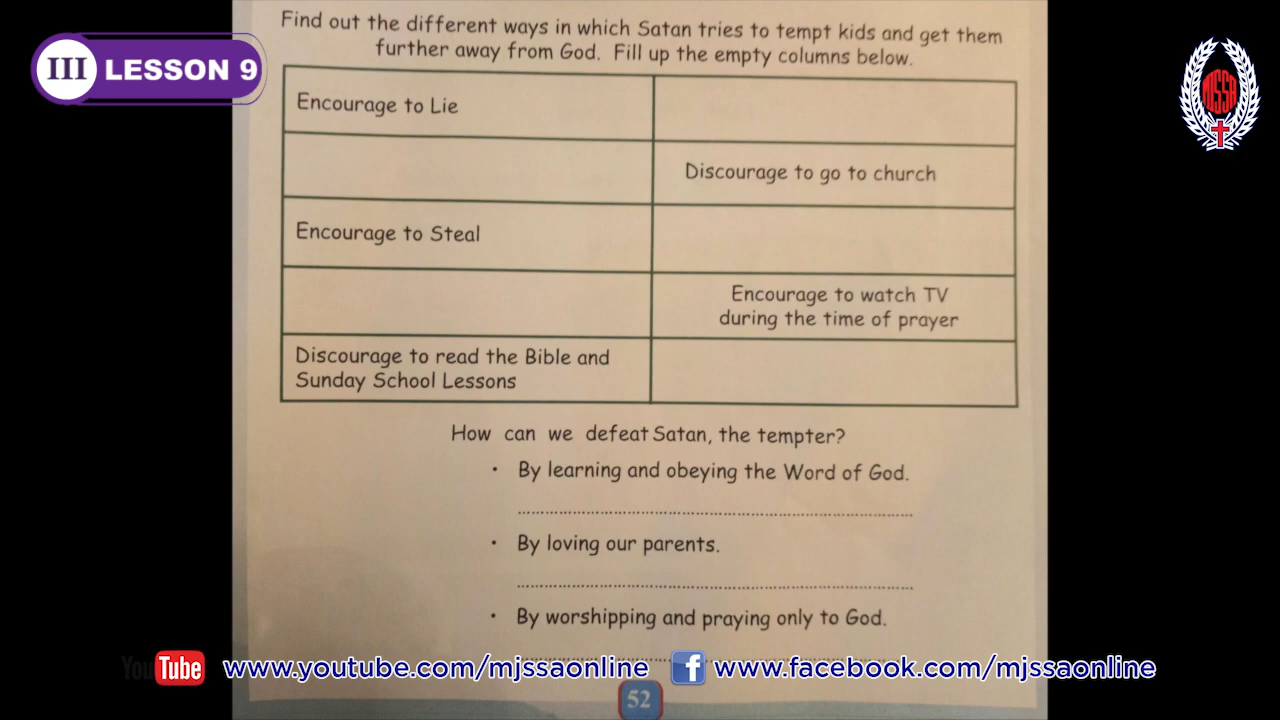 Find out the different ways in which Satan tries to tempt kids and get them
further away from God. Fill up the empty columns below.
III LESSON 9
MJSSA
Encourage to Lie
Discourage to go to church
Encourage to Steal
Encourage to watch TV
during the time of prayer
Discourage to read the Bible and
Sunday School Lessons
How can we defeat Satan, the tempter?
• By learning and obeying the Word of God.
• By loving our parents.
• By worshipping and praying only to God.
YouTube www.youtube.com/mjssaonline f www.facebook.com/mjssaonline
52